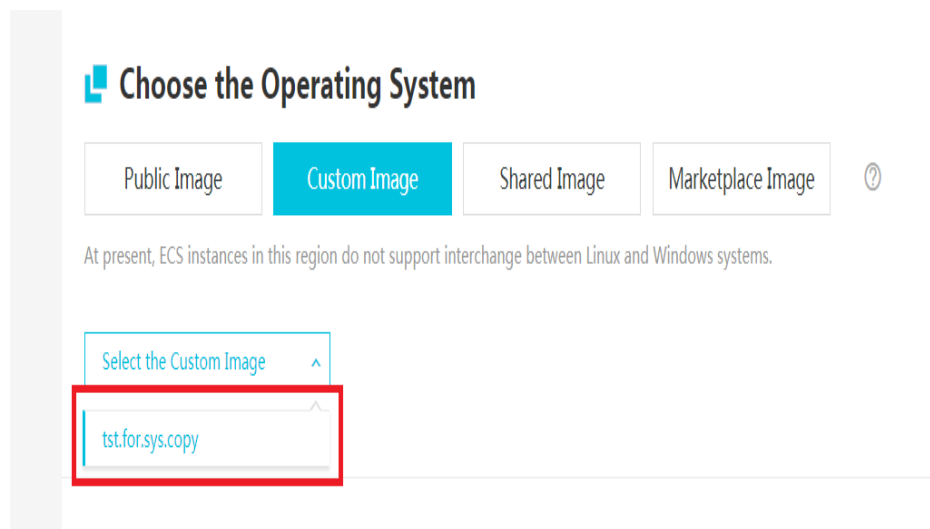 Choose the Operating System
Public Image Custom Image Shared Image Marketplace Image ?
At present, ECS instances in this region do not support interchange between Linux and Windows systems.
Select the Custom Image
tst.for.sys.copy